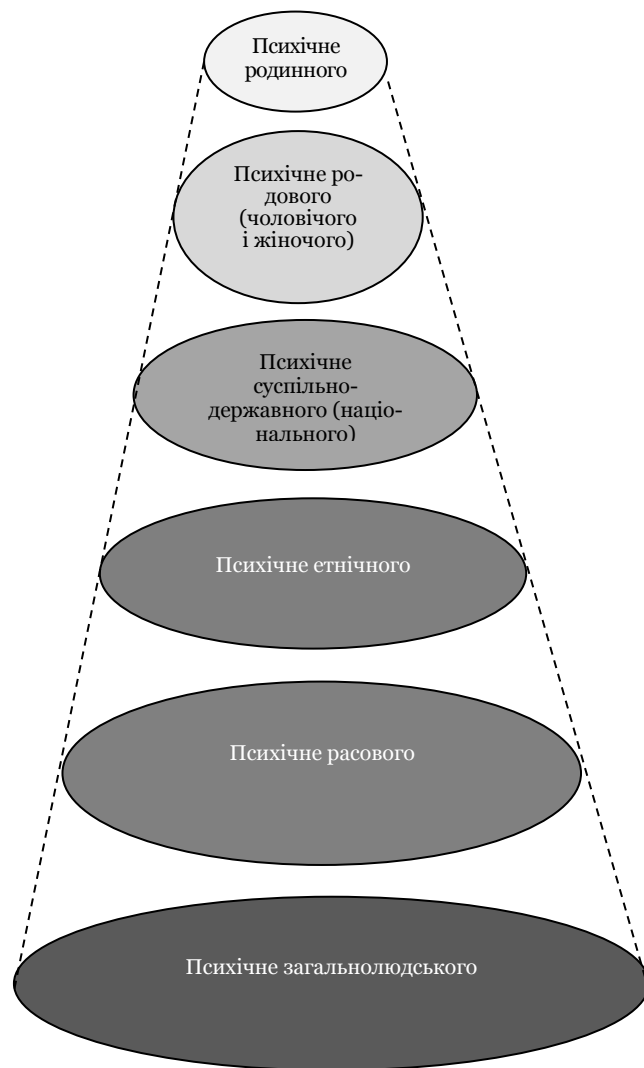 Психічне
родинного
Психічне ро-
дового
(чоловічого
і жіночого)
Психічне
суспільно-
державного (націо-
нального)
Психічне етнічного
Психічне расового
Психічне загальнолюдського